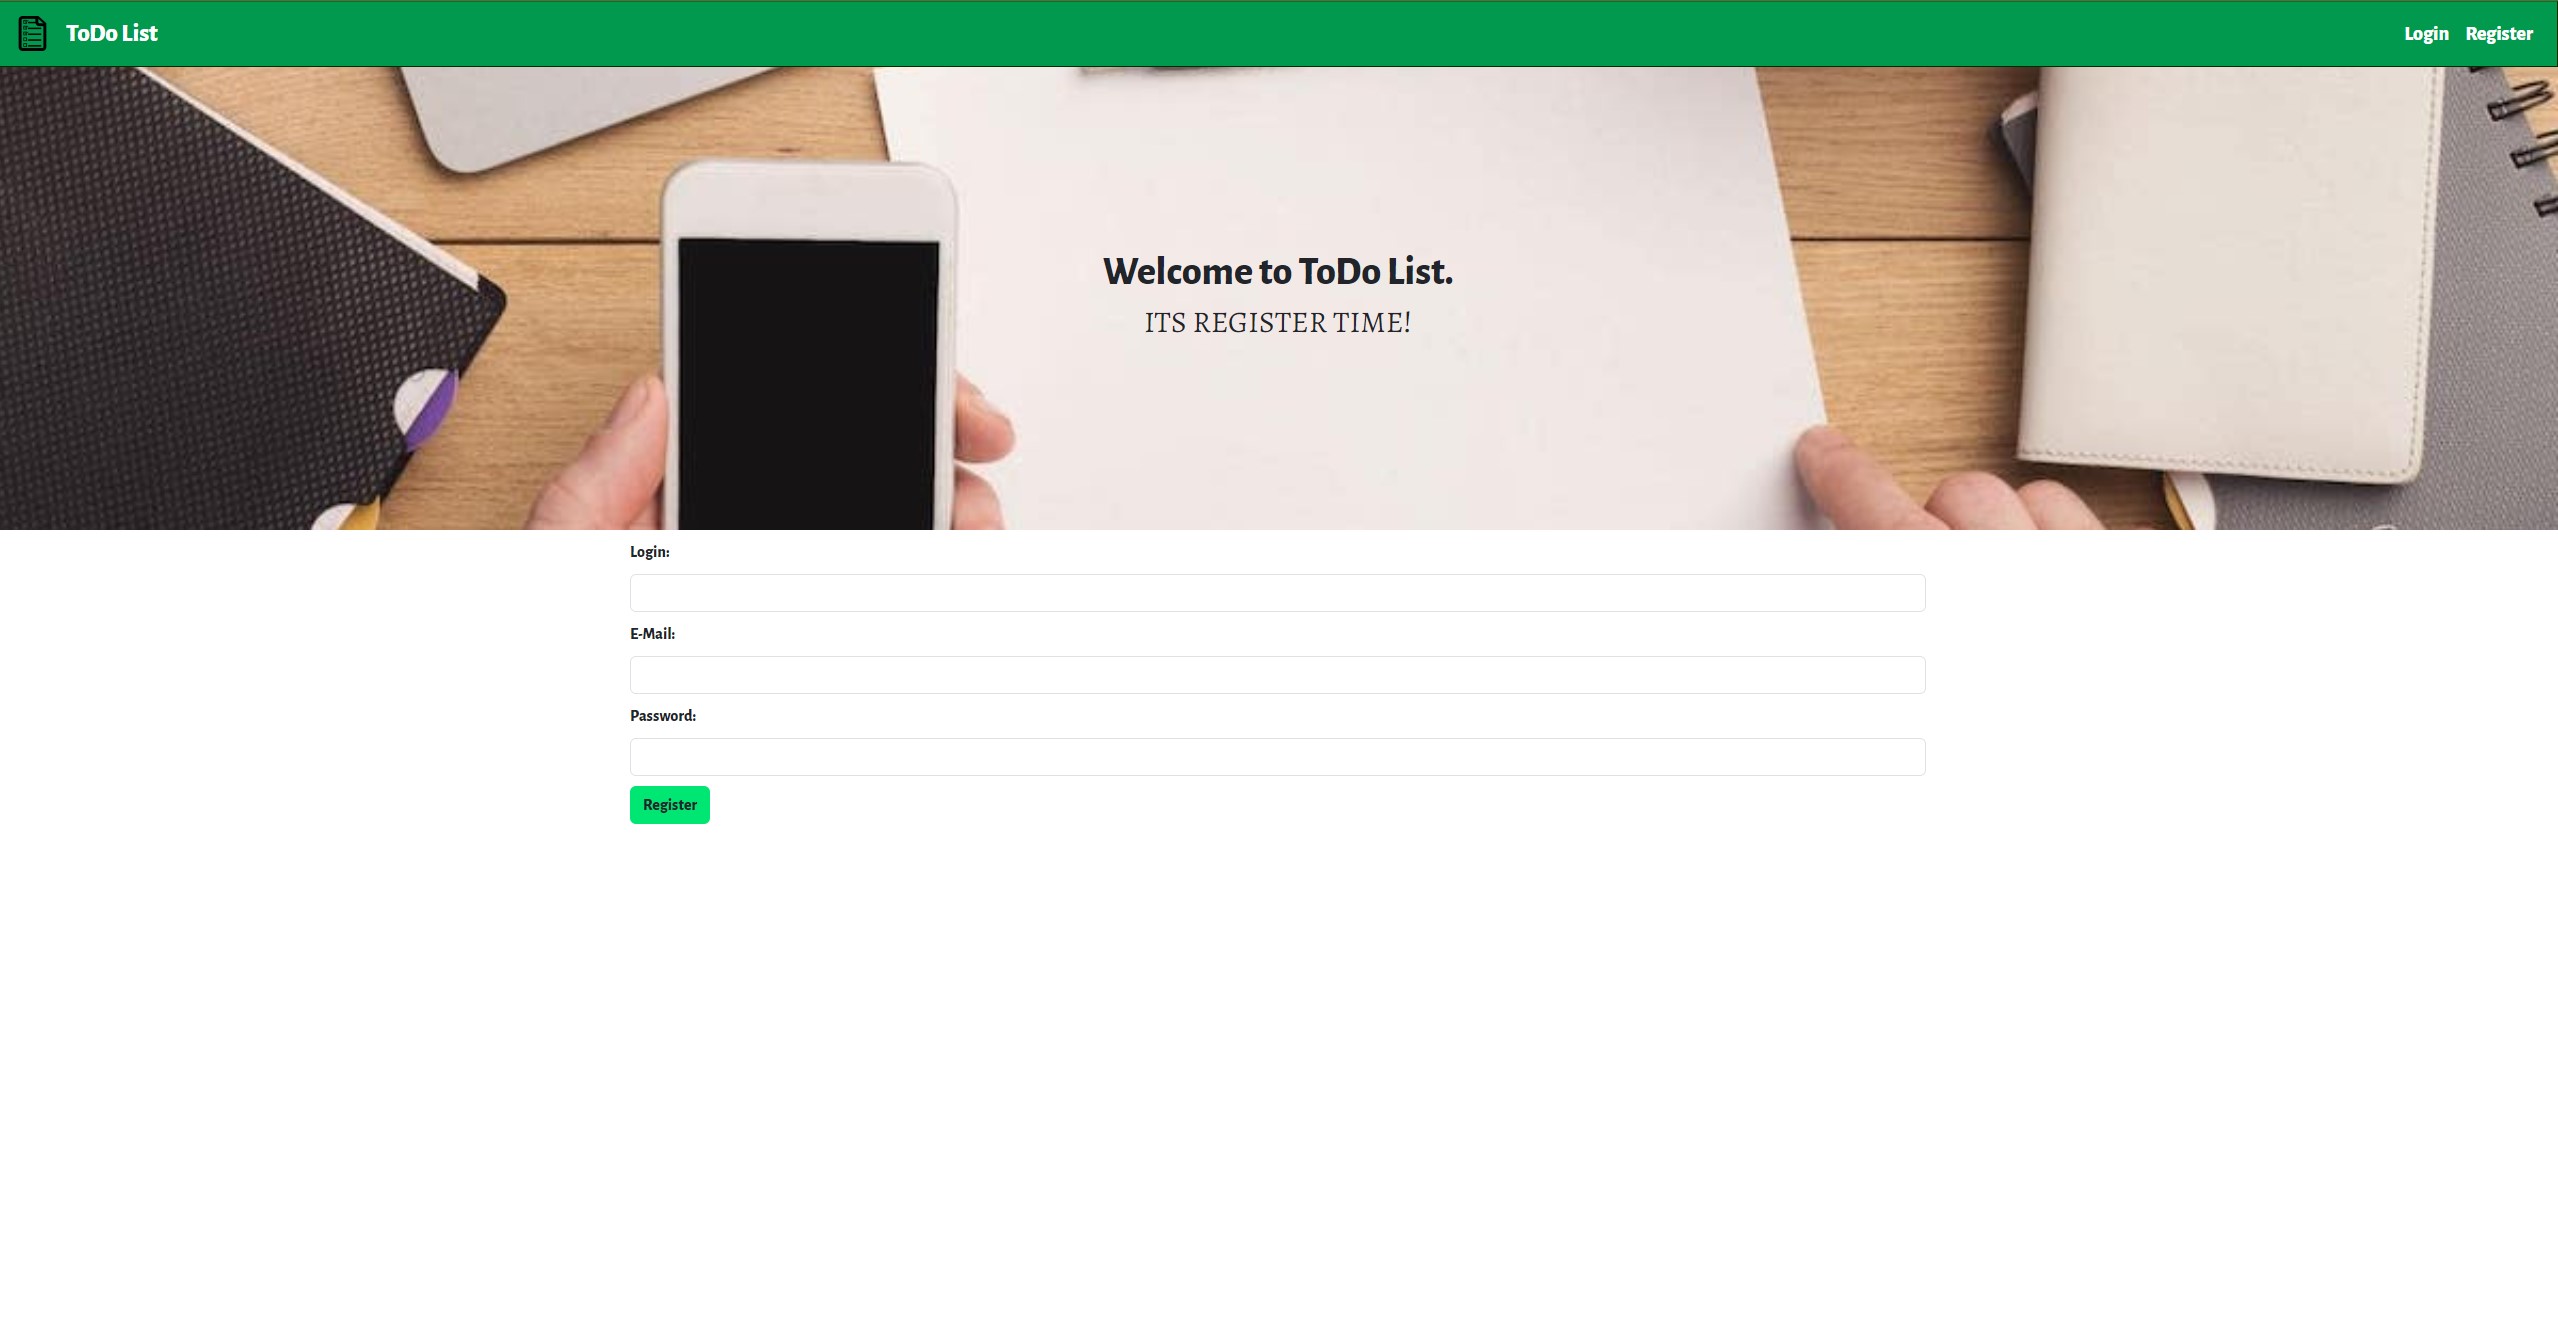 ToDo List
Login Register
Welcome to ToDo List.
ITS REGISTER TIME!
Login:
E-Mail:
Password:
Register